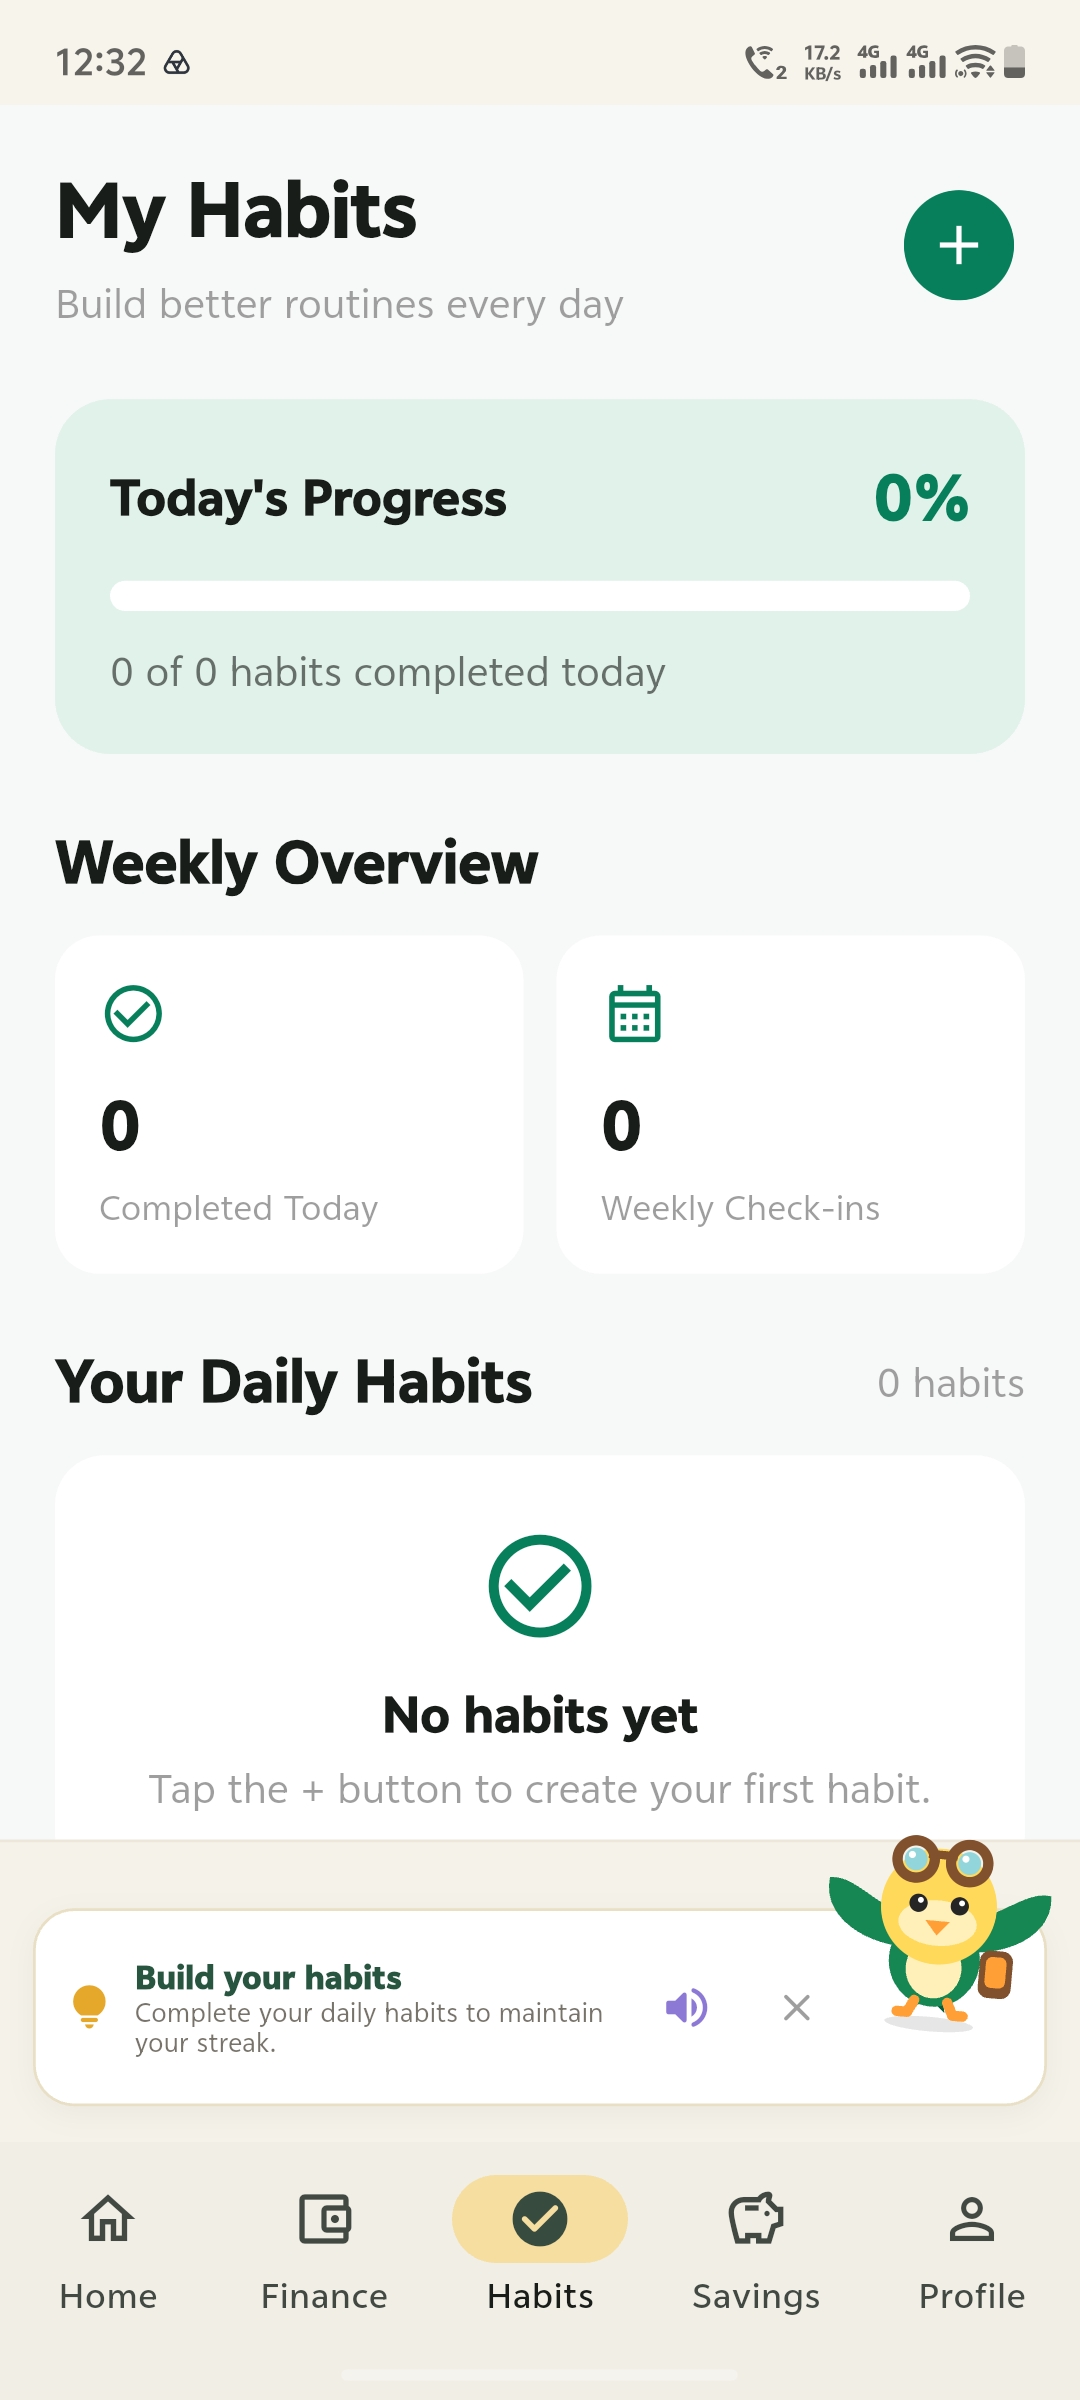 12:32
2
17.2
KB/s
4G
4G
My Habits
Build better routines every day
Today's Progress
0%
0 of 0 habits completed today
Weekly Overview
0
Completed Today
0
Weekly Check-ins
Your Daily Habits
0 habits
No habits yet
Tap the + button to create your first habit.
Build your habits
Complete your daily habits to maintain
your streak.
Home
Finance
Habits
Savings
Profile